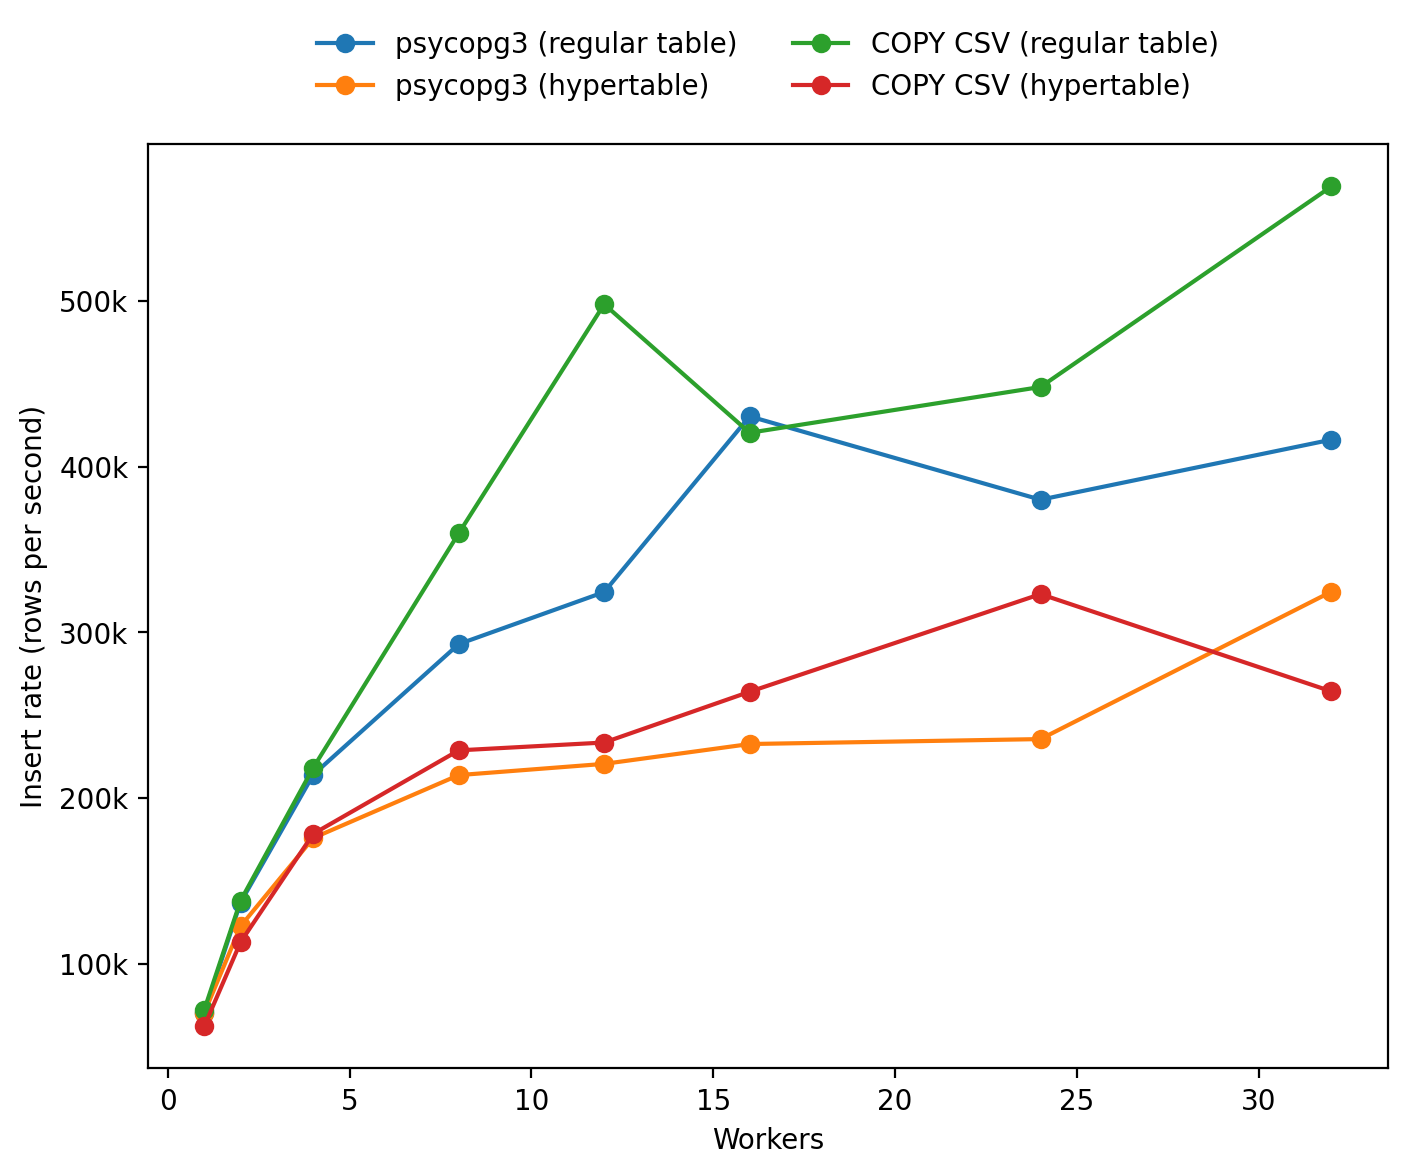 psycopg3 (regular table)
psycopg3 (hypertable)
COPY CSV (regular table)
COPY CSV (hypertable)
Insert rate (rows per second)
500k
400k
300k
200k
100k
0 5 10 15 20 25 30
Workers